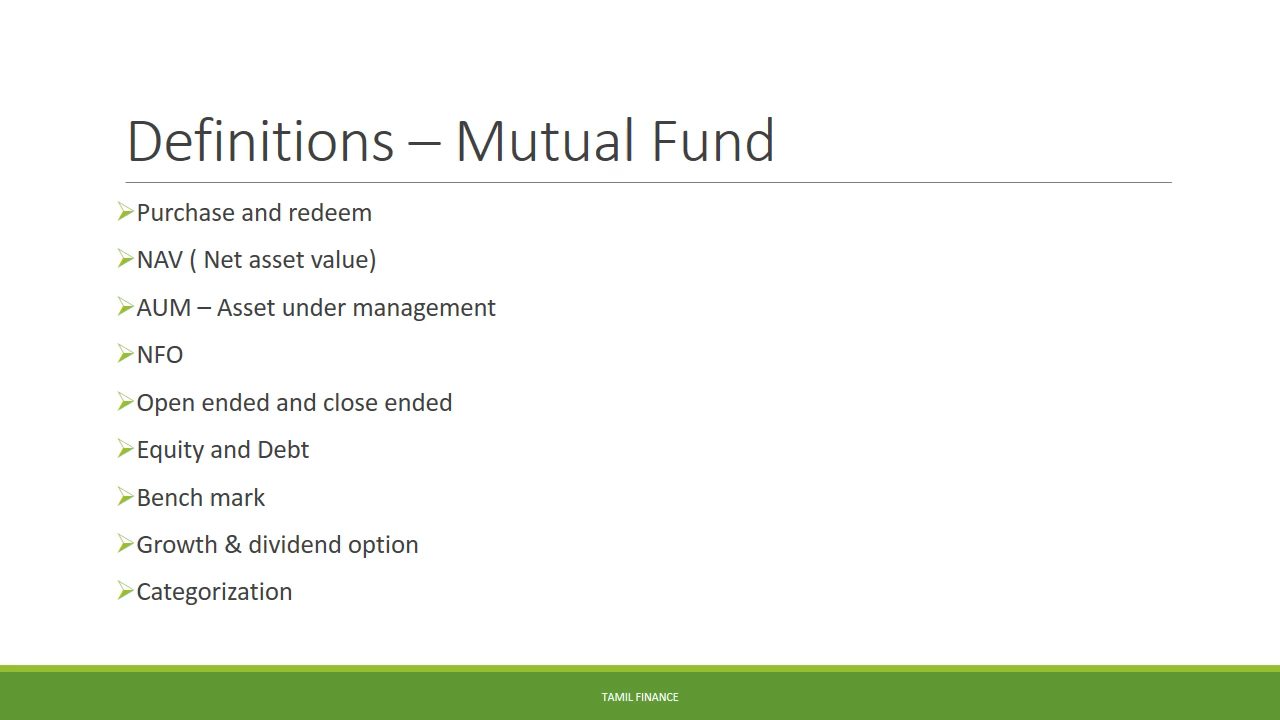 Definitions – Mutual Fund
Purchase and redeem
NAV ( Net asset value)
AUM – Asset under management
NFO
Open ended and close ended
Equity and Debt
Bench mark
Growth & dividend option
Categorization
TAMIL FINANCE